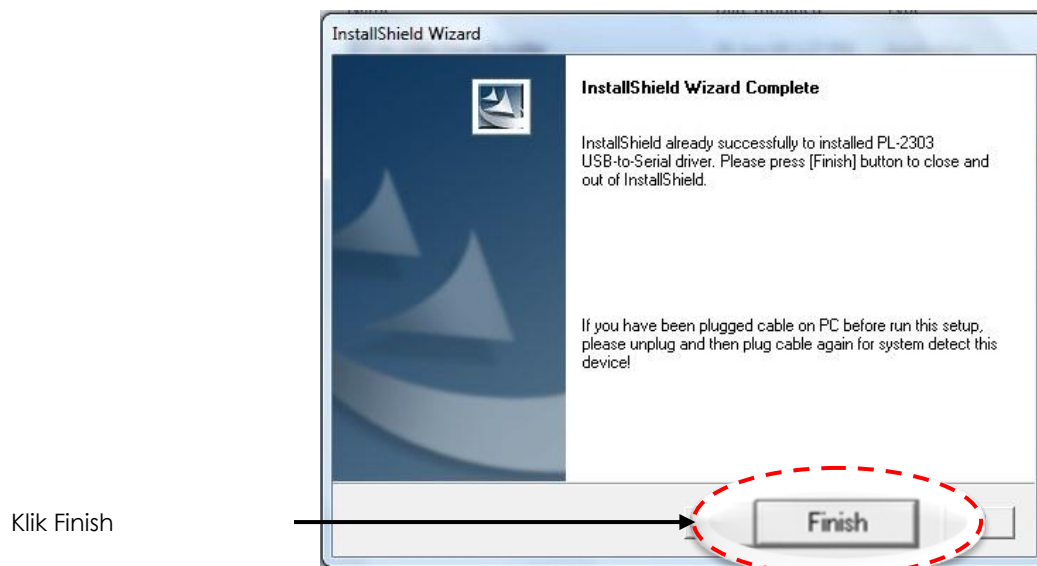 InstallShield Wizard
InstallShield Wizard Complete
InstallShield already successfully to installed PL-2303
USB-to-Serial driver. Please press [Finish] button to close and
out of InstallShield.
If you have been plugged cable on PC before run this setup,
please unplug and then plug cable again for system detect this
device!
Klik Finish
Finish